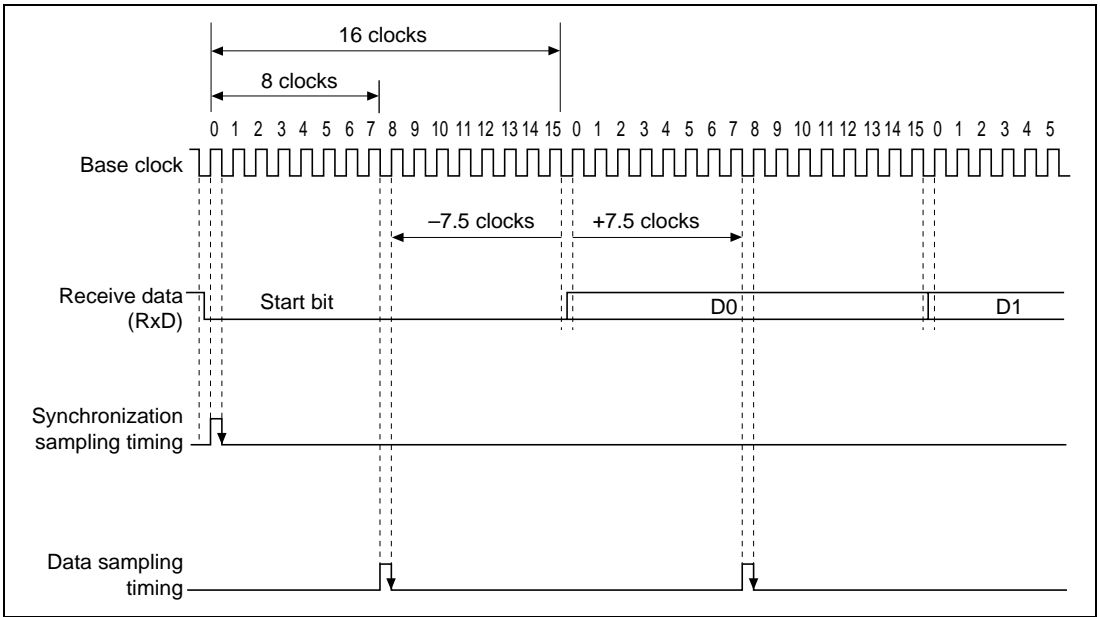 16 clocks
8 clocks
0 1 2 3 4 5 6 7 8 9 10 11 12 13 14 15 0 1 2 3 4 5 6 7 8 9 10 11 12 13 14 15 0 1 2 3 4 5
Base clock
–7.5 clocks +7.5 clocks
Receive data
(RxD)
Start bit D0 D1
Synchronization
sampling timing
Data sampling
timing